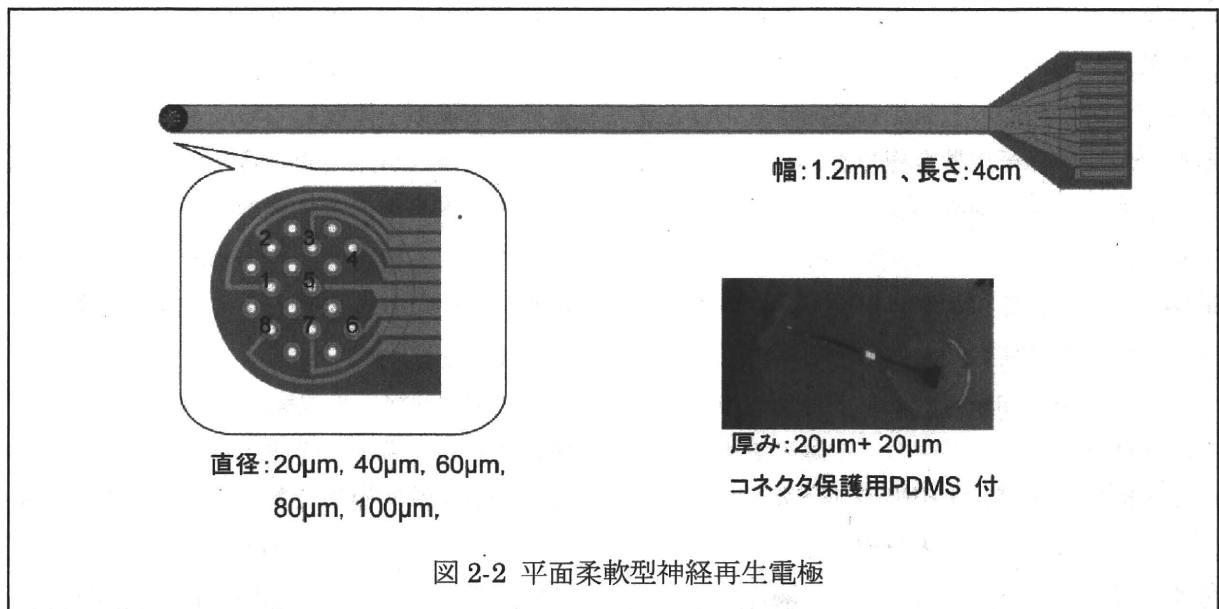 幅:1.2mm 、長さ:4cm
2 3
4
1 5
8 7 6
直径:20μm, 40μm, 60μm,
80μm, 100μm,
厚み:20μm+ 20μm
コネクタ保護用PDMS 付
図 2-2 平面柔軟型神経再生電極